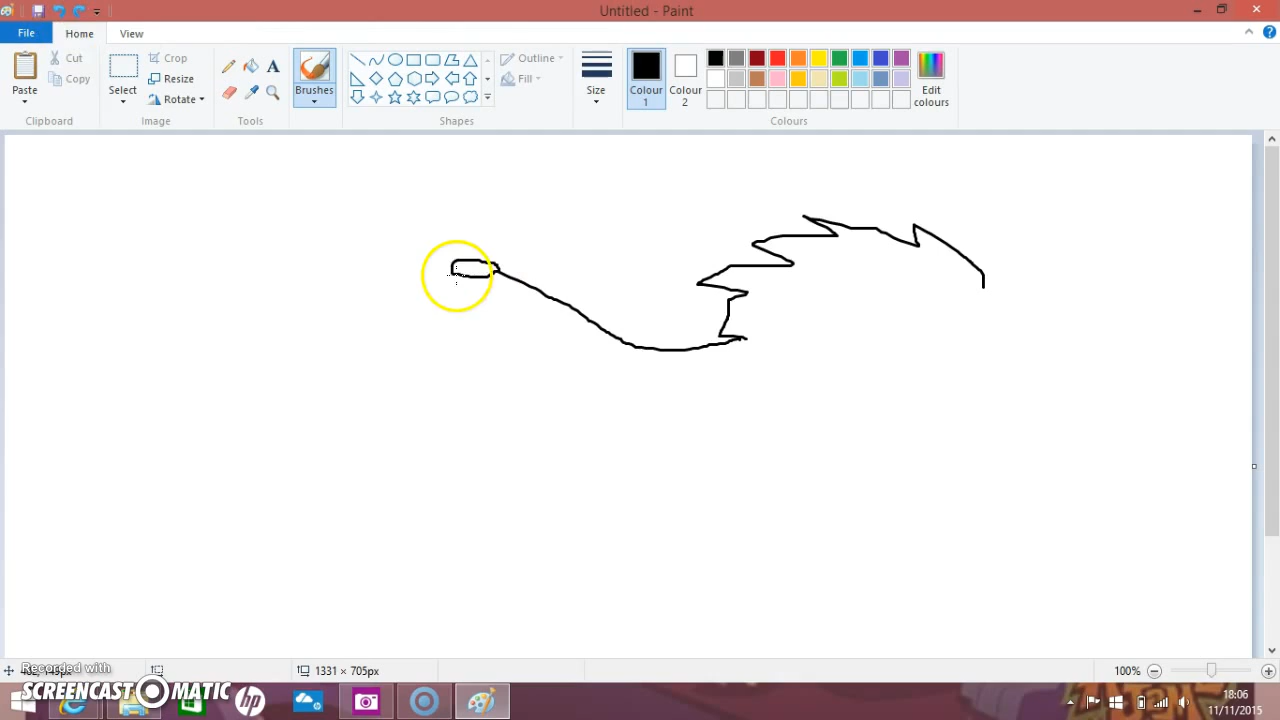 Untitled - Paint
File
Home
View
Paste
Cut
Copy
Clipboard
Select
Crop
Resize
Rotate
Image
A
Tools
Brushes
Outline
Fill
Shapes
Size
Colour 1
Colour 2
Edit colours
Colours
1331 × 705px
100%
Recorded with
SCREENCAST MATIC
hp
18:06
11/11/2015